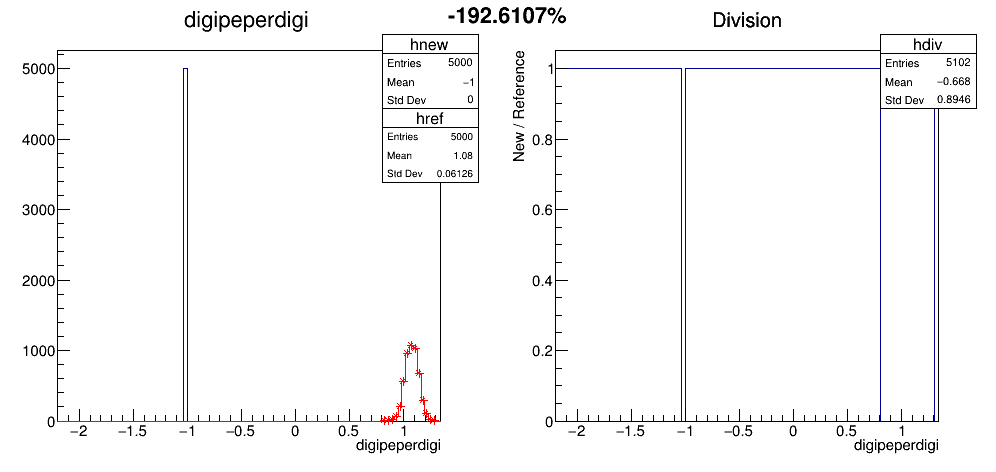 -192.6107%
digipeperdigi
hnew
Entries 5000
Mean −1
Std Dev 0
href
Entries 5000
Mean 1.08
Std Dev 0.06126
5000
4000
3000
2000
1000
0
−2 −1.5 −1 −0.5 0 0.5 1
digipeperdigi
Division
hdiv
Entries 5102
Mean −0.668
Std Dev 0.8946
New / Reference
1
0.8
0.6
0.4
0.2
0
−2 −1.5 −1 −0.5 0 0.5 1
digipeperdigi